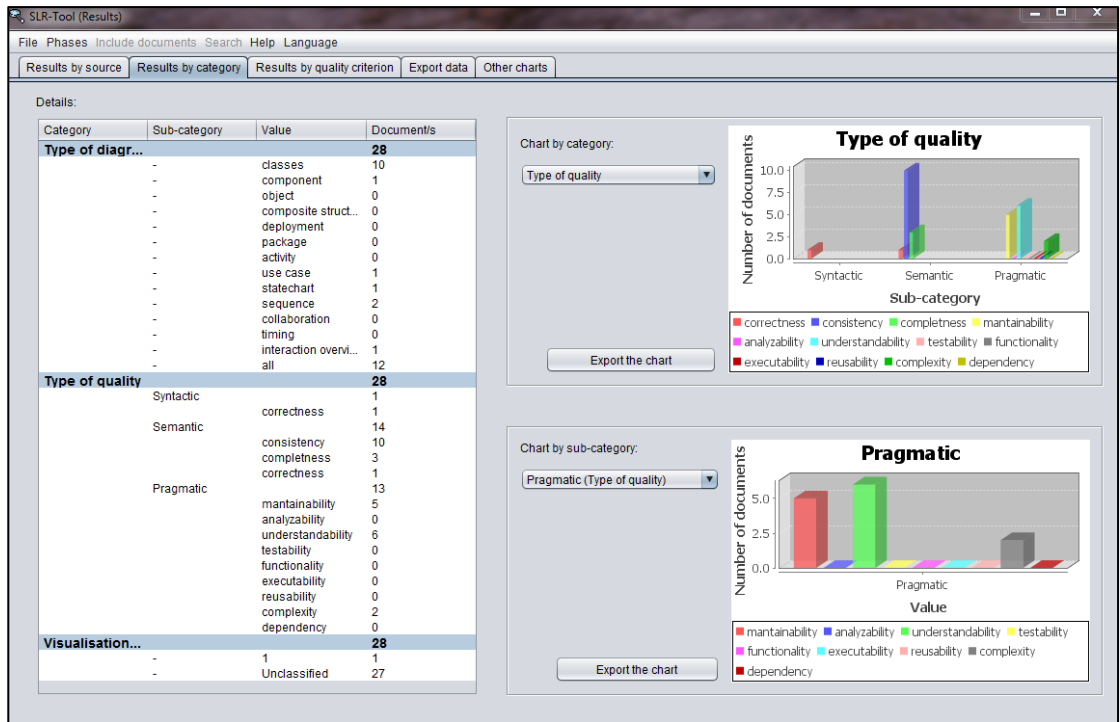 SLR-Tool (Results)
File Phases Include documents Search Help Language
Results by source Results by category Results by quality criterion Export data Other charts
Details:
Category Sub-category Value Document/s
Type of diagr... 28
- classes 10
- component 1
- object 0
- composite struct... 0
- deployment 0
- package 0
- activity 0
- use case 1
- statechart 1
- sequence 2
- collaboration 0
- timing 0
- interaction overvi... 1
- all 12
Type of quality 28
Syntactic 1
correctness 1
Semantic 14
consistency 10
completness 3
correctness 1
Pragmatic 13
mantainability 5
analyzability 0
understandability 6
testability 0
functionality 0
executability 0
reusability 0
complexity 2
dependency 0
Visualisation... 28
- 1 1
- Unclassified 27
Chart by category:
Type of quality
Export the chart
Type of quality
Number of documents
10.0
7.5
5.0
2.5
0.0
Syntactic Semantic Pragmatic
Sub-category
correctness consistency completness mantainability
analyzability understandability testability functionality
executability reusability complexity dependency
Chart by sub-category:
Pragmatic (Type of quality)
Export the chart
Pragmatic
Number of documents
5.0
2.5
0.0
Pragmatic
Value
mantainability analyzability understandability testability
functionality executability reusability complexity
dependency